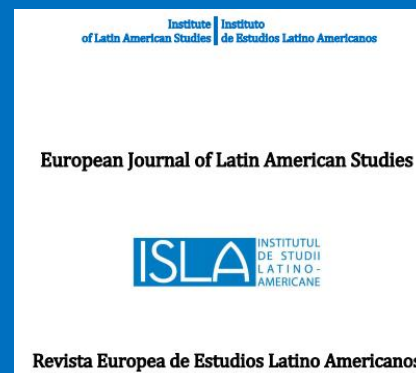 Institute Instituto
of Latin American Studies de Estudios Latino Americanos
European Journal of Latin American Studies
ISLA
INSTITUTUL
DE STUDII
LATINO-
AMERICANE
Revista Europea de Estudios Latino Americanos